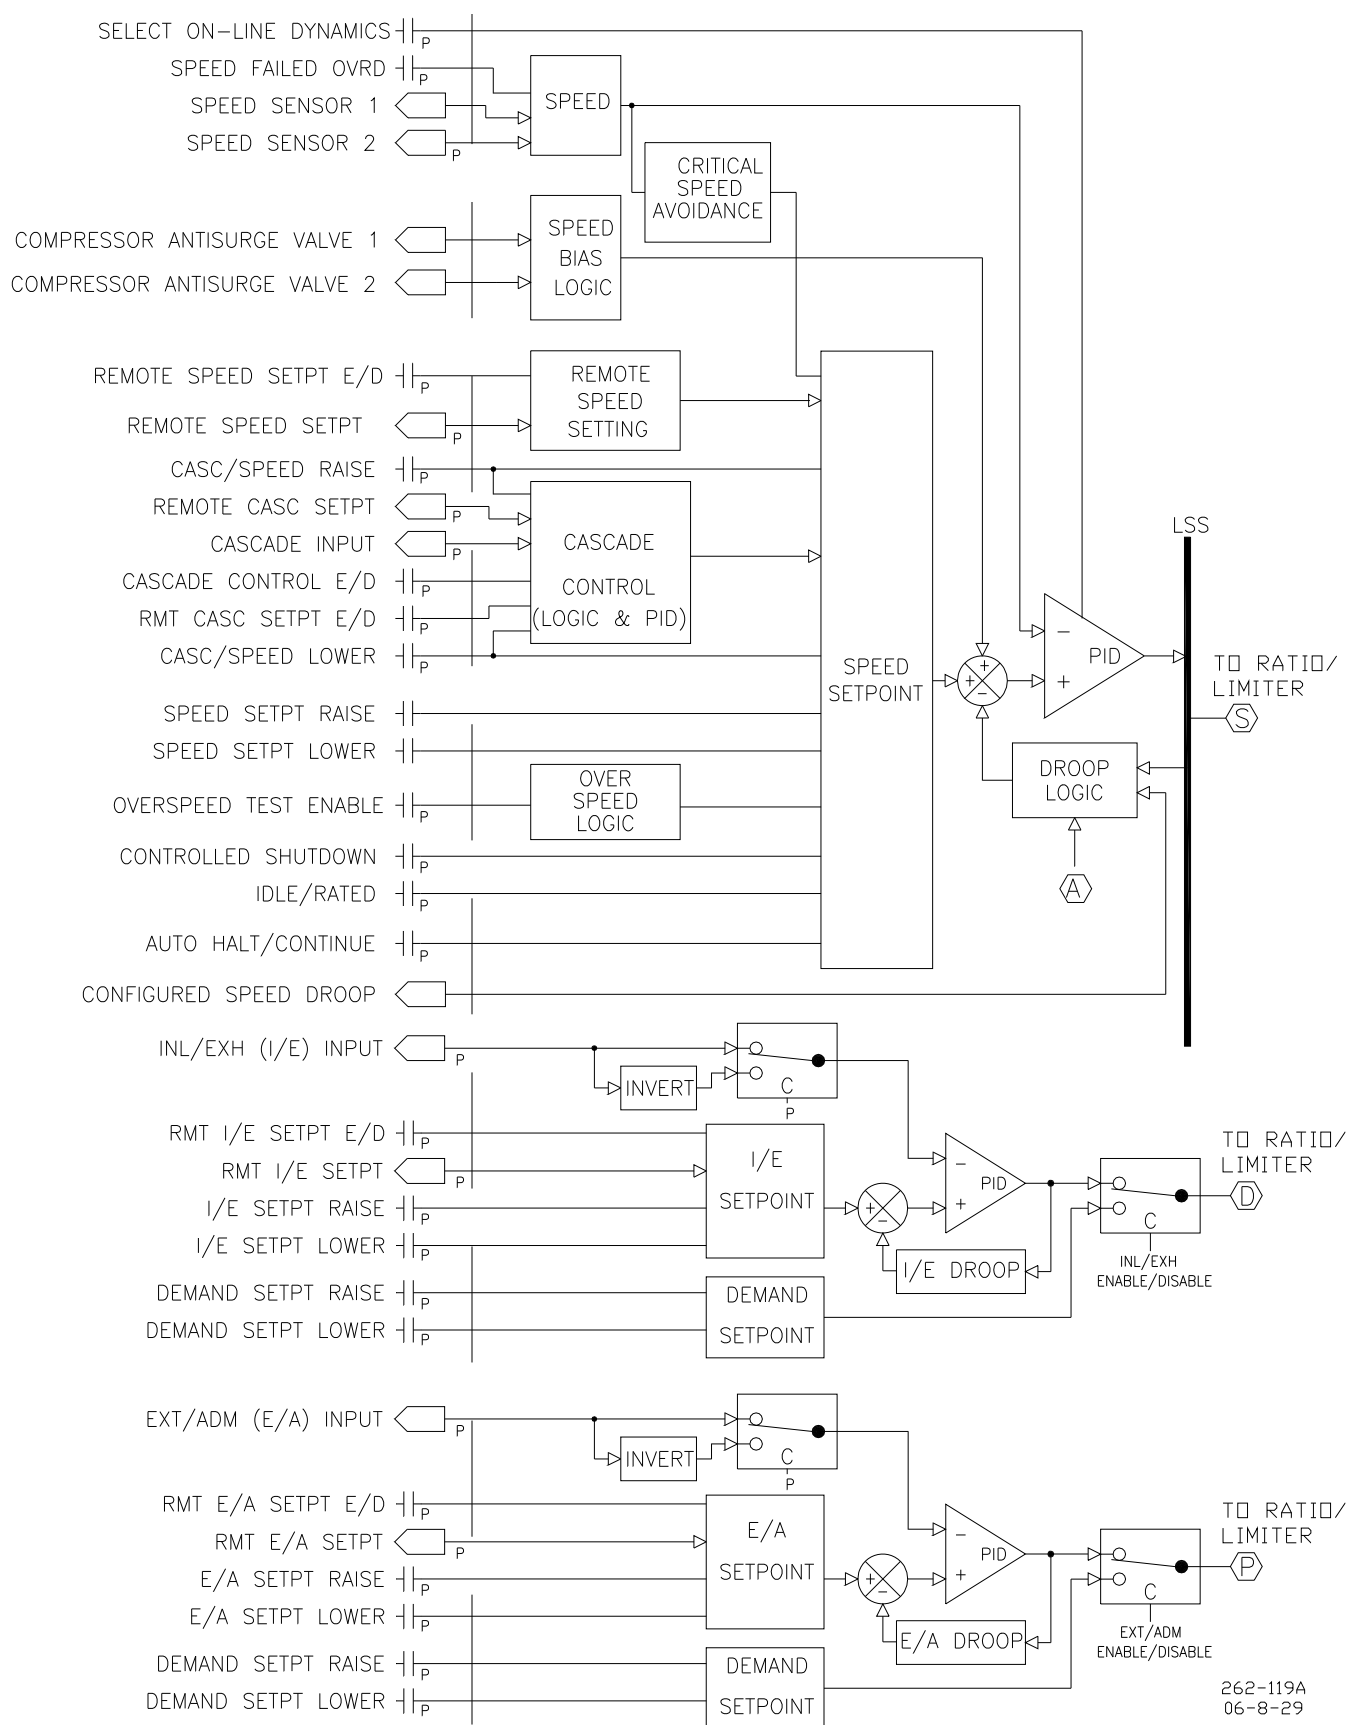 SELECT ON-LINE DYNAMICS
P
SPEED FAILED OVRD
P
SPEED SENSOR 1
SPEED SENSOR 2
P
SPEED
CRITICAL
SPEED
AVOIDANCE
COMPRESSOR ANTISURGE VALVE 1
COMPRESSOR ANTISURGE VALVE 2
SPEED
BIAS
LOGIC
REMOTE SPEED SETPT E/D
P
REMOTE SPEED SETPT
P
REMOTE
SPEED
SETTING
CASC/SPEED RAISE
P
REMOTE CASC SETPT
P
CASCADE INPUT
P
CASCADE CONTROL E/D
P
RMT CASC SETPT E/D
P
CASC/SPEED LOWER
P
CASCADE
CONTROL
(LOGIC & PID)
SPEED SETPT RAISE
SPEED SETPT LOWER
OVERSPEED TEST ENABLE
P
OVER
SPEED
LOGIC
CONTROLLED SHUTDOWN
P
IDLE/RATED
P
AUTO HALT/CONTINUE
P
CONFIGURED SPEED DROOP
SPEED
SETPOINT
+
+
−
−
+
PID
LSS
TO RATIO/
LIMITER
S
DROOP
LOGIC
A
INL/EXH (I/E) INPUT
P
INVERT
C
P
RMT I/E SETPT E/D
P
RMT I/E SETPT
P
I/E SETPT RAISE
P
I/E SETPT LOWER
P
I/E
SETPOINT
+
−
−
+
PID
I/E DROOP
DEMAND SETPT RAISE
P
DEMAND SETPT LOWER
P
DEMAND
SETPOINT
C
INL/EXH
ENABLE/DISABLE
TO RATIO/
LIMITER
D
EXT/ADM (E/A) INPUT
P
INVERT
C
P
RMT E/A SETPT E/D
P
RMT E/A SETPT
P
E/A SETPT RAISE
P
E/A SETPT LOWER
P
E/A
SETPOINT
+
−
−
+
PID
E/A DROOP
DEMAND SETPT RAISE
P
DEMAND SETPT LOWER
P
DEMAND
SETPOINT
C
EXT/ADM
ENABLE/DISABLE
TO RATIO/
LIMITER
P
262-119A
06-8-29